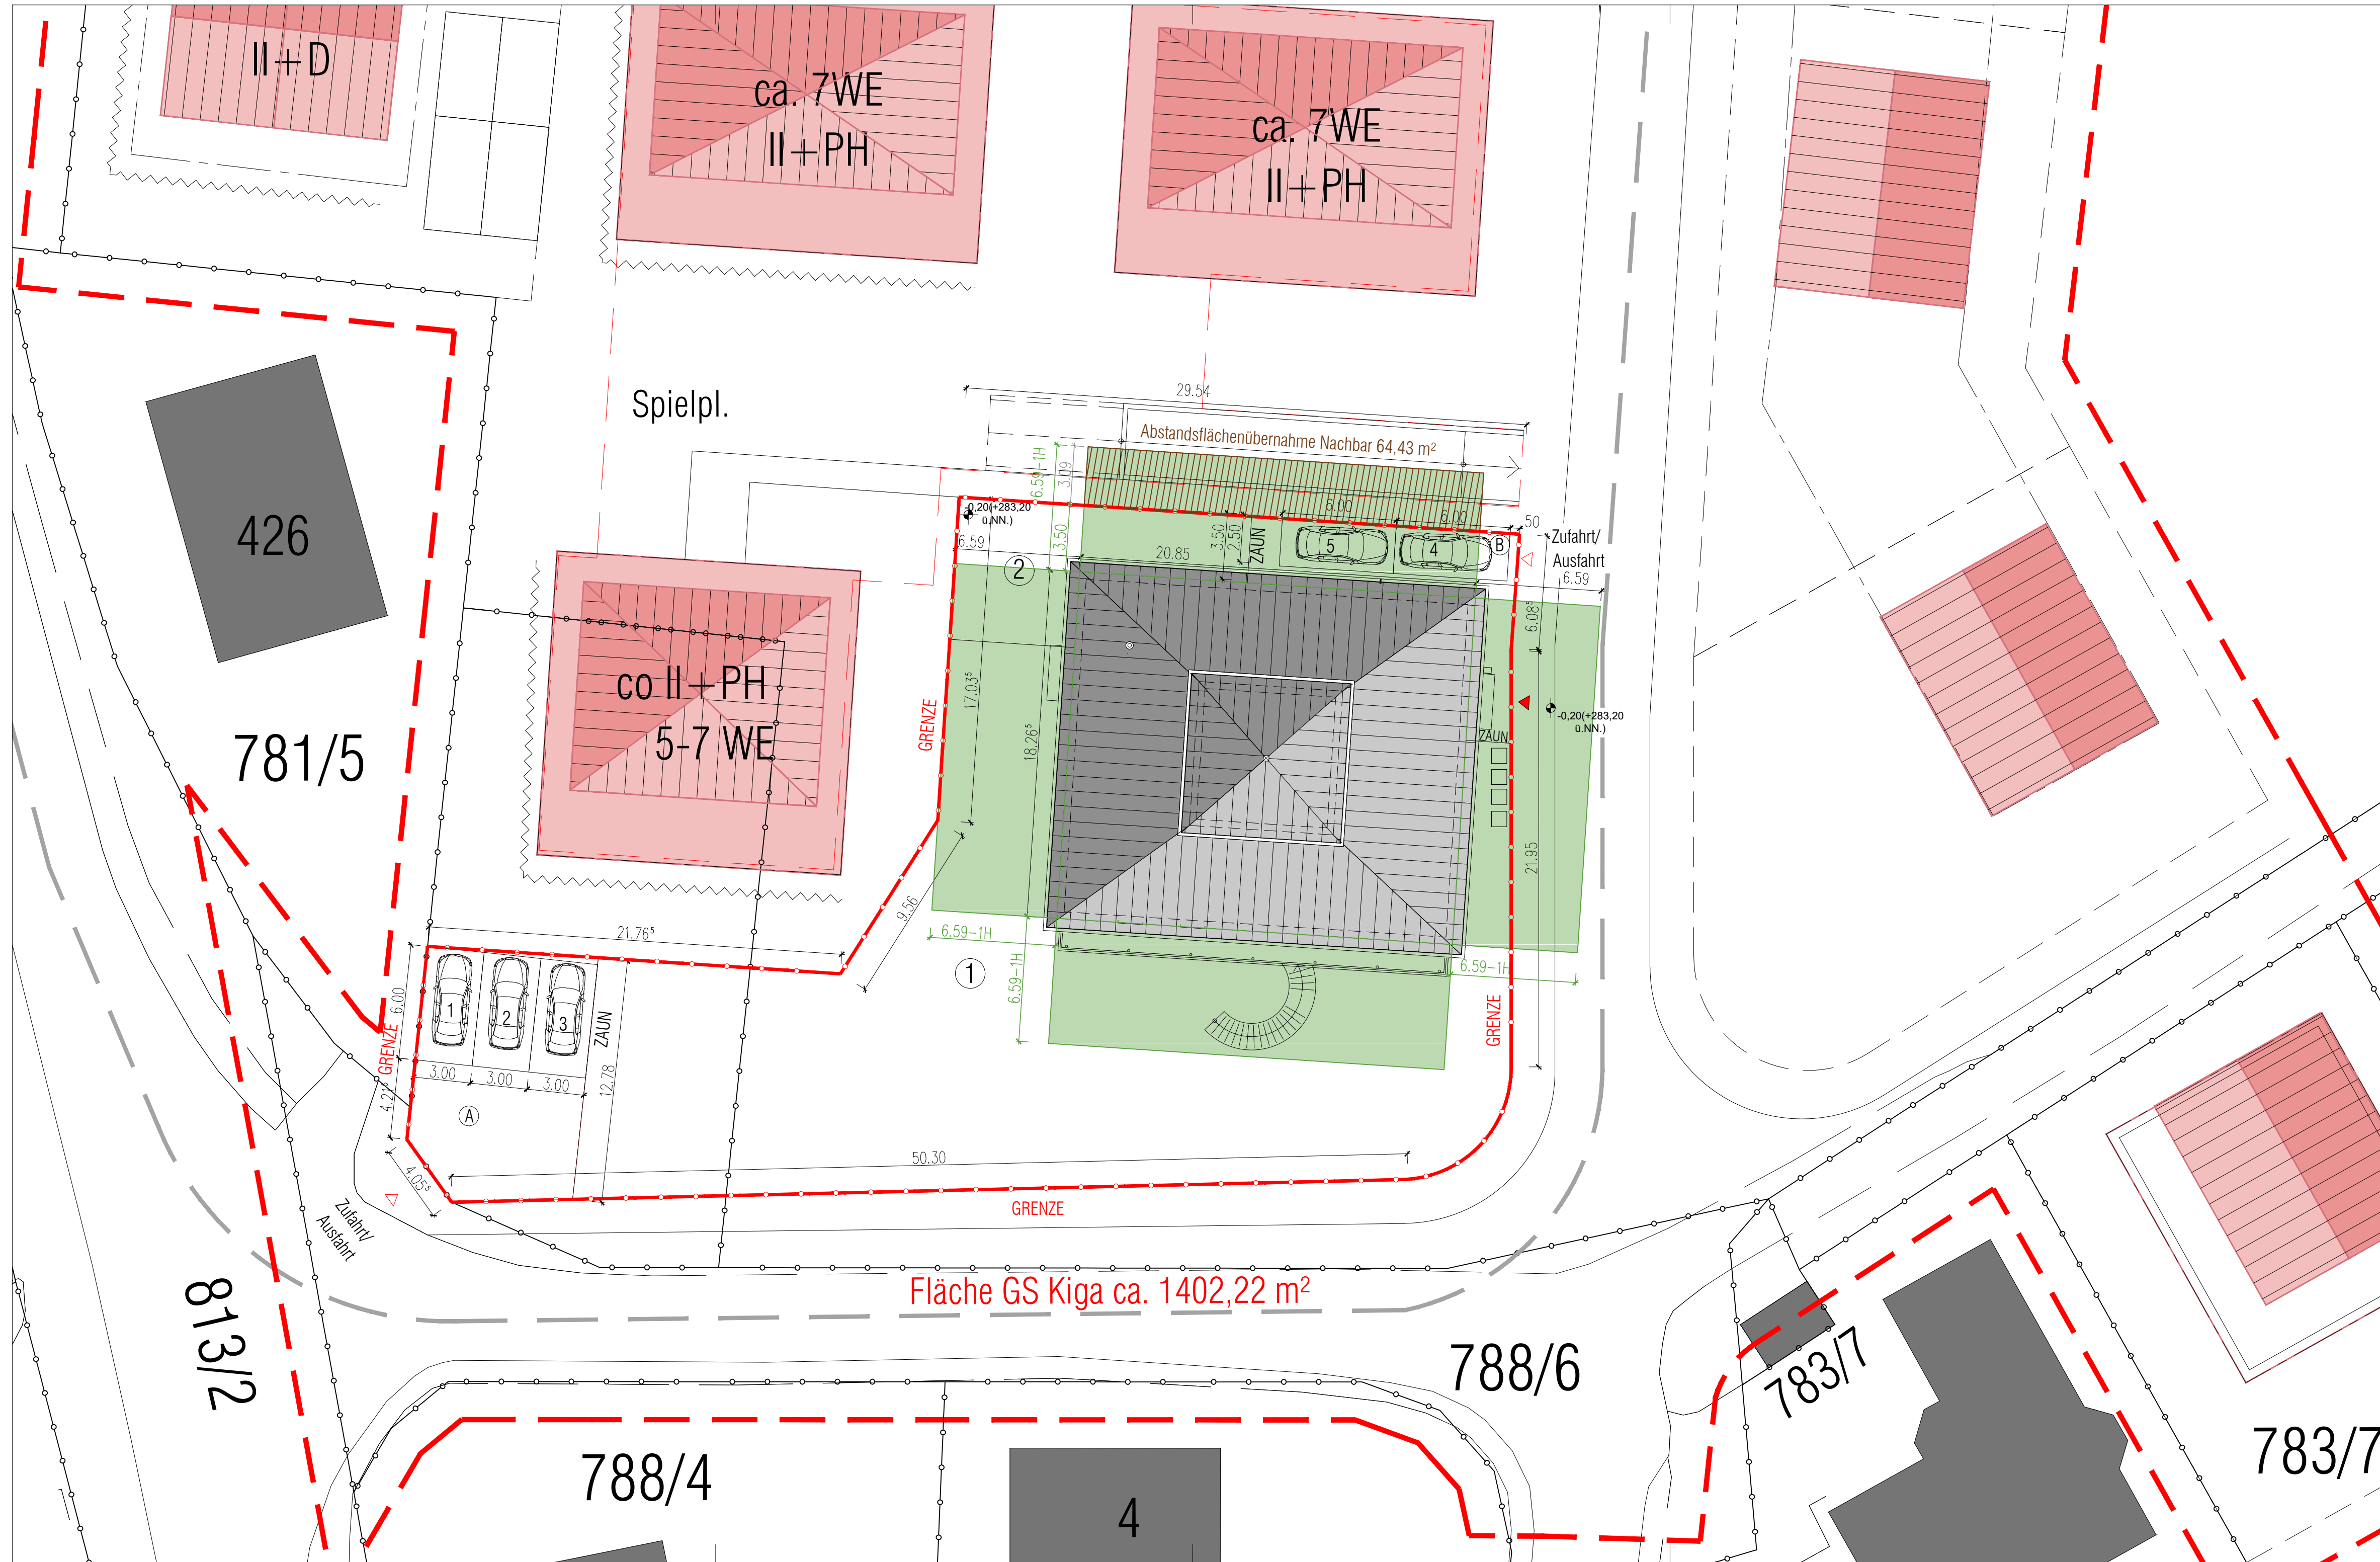 II+D
ca. 7WE
II+PH
ca. 7WE
II+PH
Spielpl.
29.54
Abstandsflächenübernahme Nachbar 64,43 m²
6.59-1H
3.09
-0,20(+283,20
ü.NN.)
6.00
6.00
50
Zufahrt/
Ausfahrt
6.59
3.50
20.85
3.50
2.50
ZAUN
5
4
B
6.59
2
6.08⁵
426
781/5
co II+PH
5-7 WE
GRENZE
17.03⁵
18.26⁵
-0,20(+283,20
ü.NN.)
ZAUN
21.95
9.56
21.76⁵
6.59-1H
6.59-1H
1
6.59-1H
6.00
GRENZE
1
2
3
ZAUN
GRENZE
3.00
3.00
3.00
12.78
4.21⁵
A
4.05⁵
50.30
GRENZE
Zufahrt/
Ausfahrt
Fläche GS Kiga ca. 1402,22 m²
813/2
788/6
783/7
783/7
788/4
4